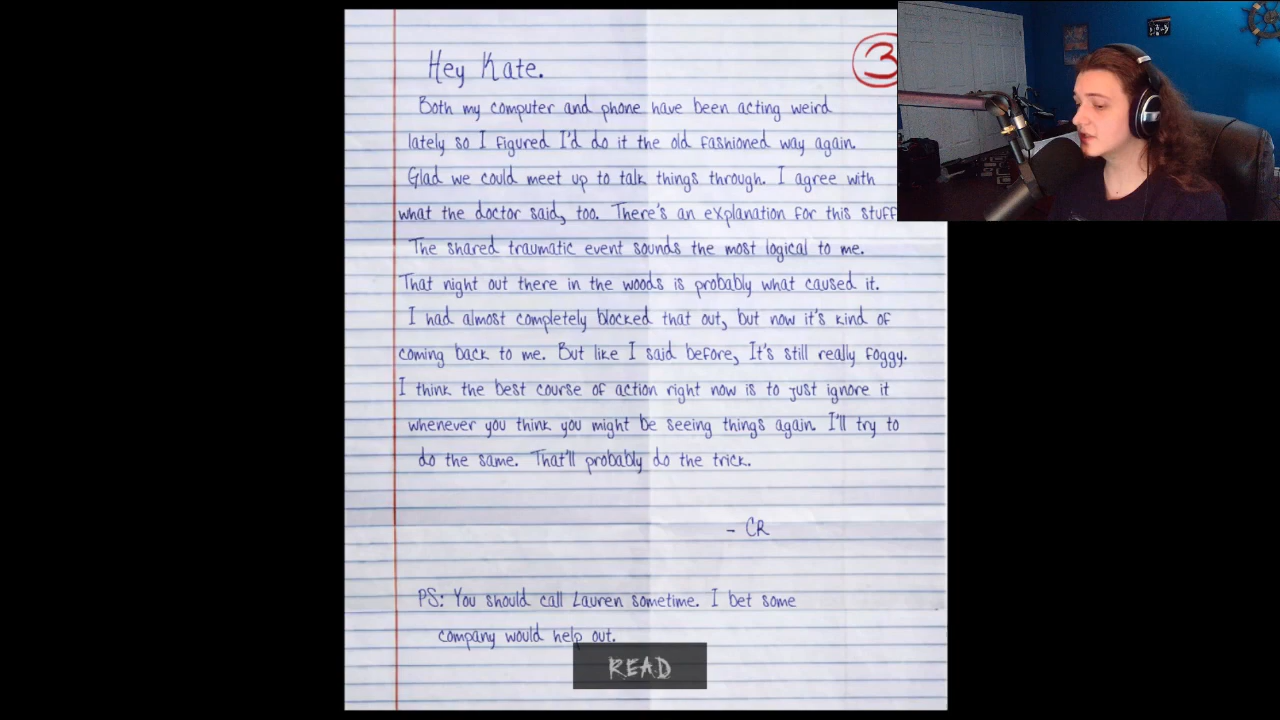 3
Hey Kate.
Both my computer and phone have been acting weird
lately so I figured I'd do it the old fashioned way again.
Glad we could meet up to talk things through. I agree with
what the doctor said, too. There's an explanation for this stuff
The shared traumatic event sounds the most logical to me.
That night out there in the woods is probably what caused it.
I had almost completely blocked that out, but now it's kind of
coming back to me. But like I said before, It's still really foggy.
I think the best course of action right now is to just ignore it
whenever you think you might be seeing things again. I'll try to
do the same. That'll probably do the trick.
- CR
PS: You should call Lauren sometime. I bet some
company would help out.
READ